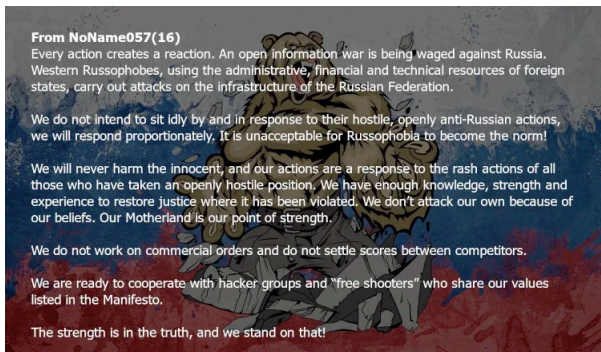 From NoName057(16)
Every action creates a reaction. An open information war is being waged against Russia.
Western Russophobes, using the administrative, financial and technical resources of foreign
states, carry out attacks on the infrastructure of the Russian Federation.
We do not intend to sit idly by and in response to their hostile, openly anti-Russian actions,
we will respond proportionately. It is unacceptable for Russophobia to become the norm!
We will never harm the innocent, and our actions are a response to the rash actions of all
those who have taken an openly hostile position. We have enough knowledge, strength and
experience to restore justice where it has been violated. We don't attack our own because of
our beliefs. Our Motherland is our point of strength.
We do not work on commercial orders and do not settle scores between competitors.
We are ready to cooperate with hacker groups and “free shooters” who share our values
listed in the Manifesto.
The strength is in the truth, and we stand on that!